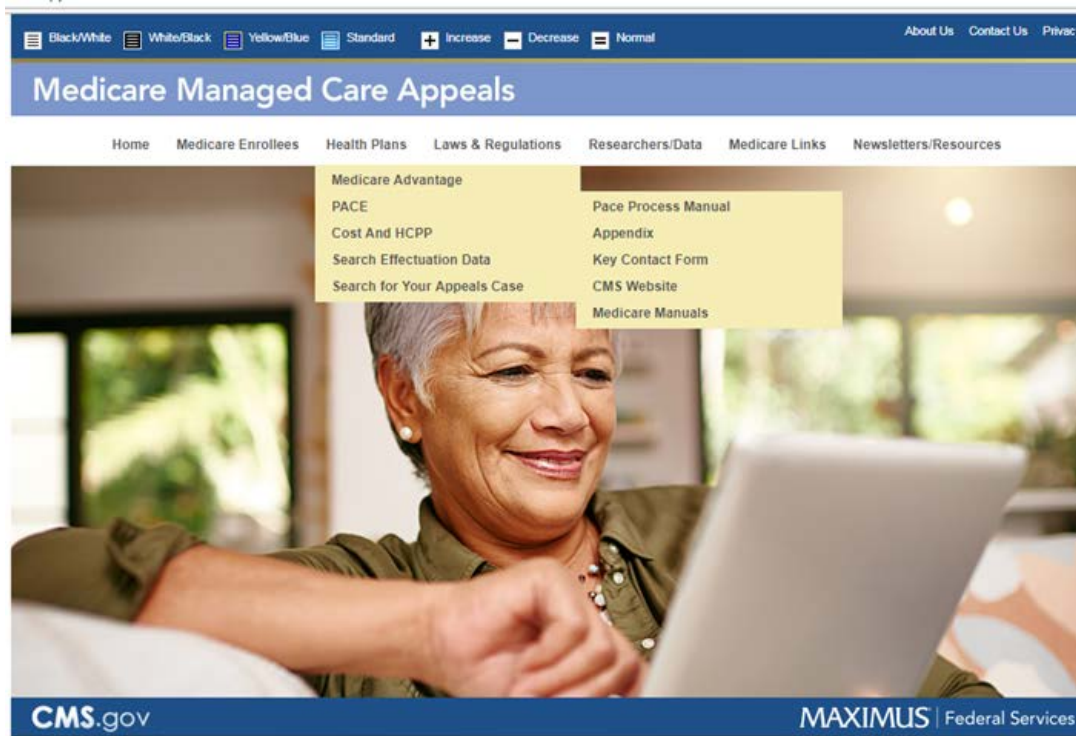 Black/White White/Black Yellow/Blue Standard Increase Decrease Normal About Us Contact Us Privac
Medicare Managed Care Appeals
Home Medicare Enrollees Health Plans Laws & Regulations Researchers/Data Medicare Links Newsletters/Resources
Medicare Advantage
PACE
Cost And HCPP
Search Effectuation Data
Search for Your Appeals Case
Pace Process Manual
Appendix
Key Contact Form
CMS Website
Medicare Manuals
CMS.gov MAXIMUS Federal Services